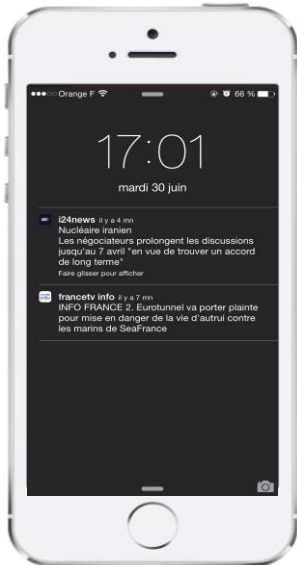 Orange F 66 %
17:01
mardi 30 juin
i24news il y a 4 mn
Nucléaire iranien
Les négociateurs prolongent les discussions
jusqu'au 7 avril "en vue de trouver un accord
de long terme"
Faire glisser pour afficher
francetv info il y a 7 mn
INFO FRANCE 2. Eurotunnel va porter plainte
pour mise en danger de la vie d'autrui contre
les marins de SeaFrance